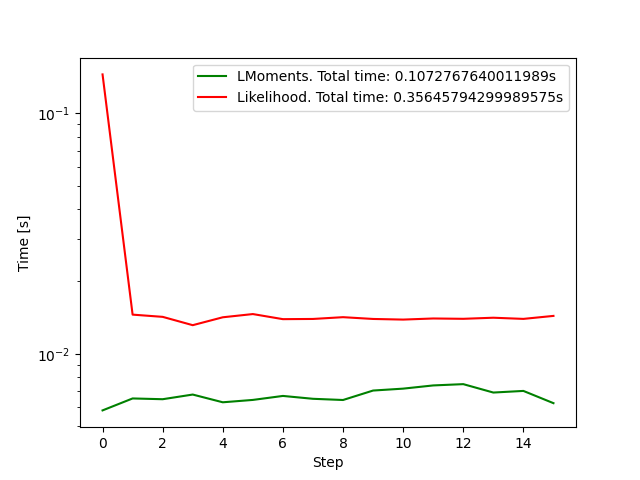 LMoments. Total time: 0.1072767640011989s
Likelihood. Total time: 0.35645794299989575s
10⁻¹
10⁻²
Time [s]
0 2 4 6 8 10 12 14
Step